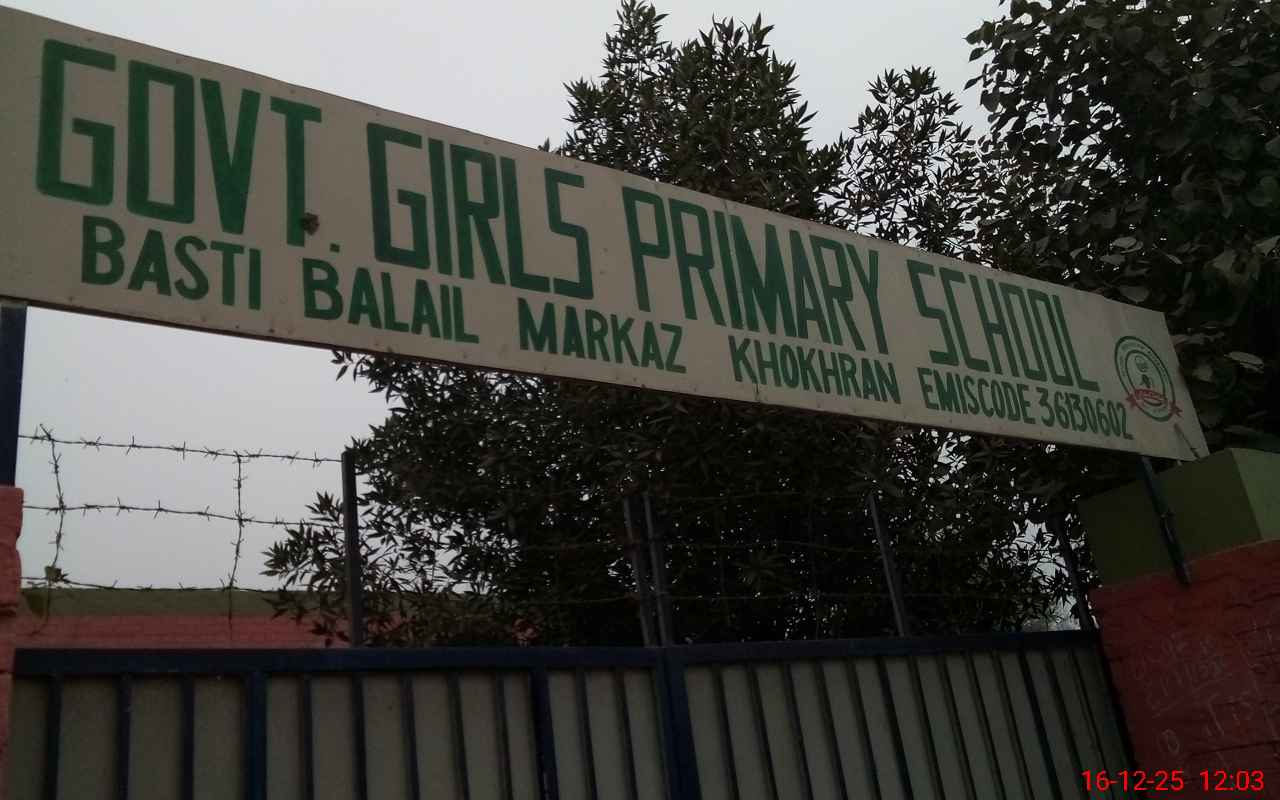 GOVT. GIRLS PRIMARY SCHOOL
BASTI BALAIL MARKAZ KHOKHRAN EMISCODE 36130602
16-12-25 12:03